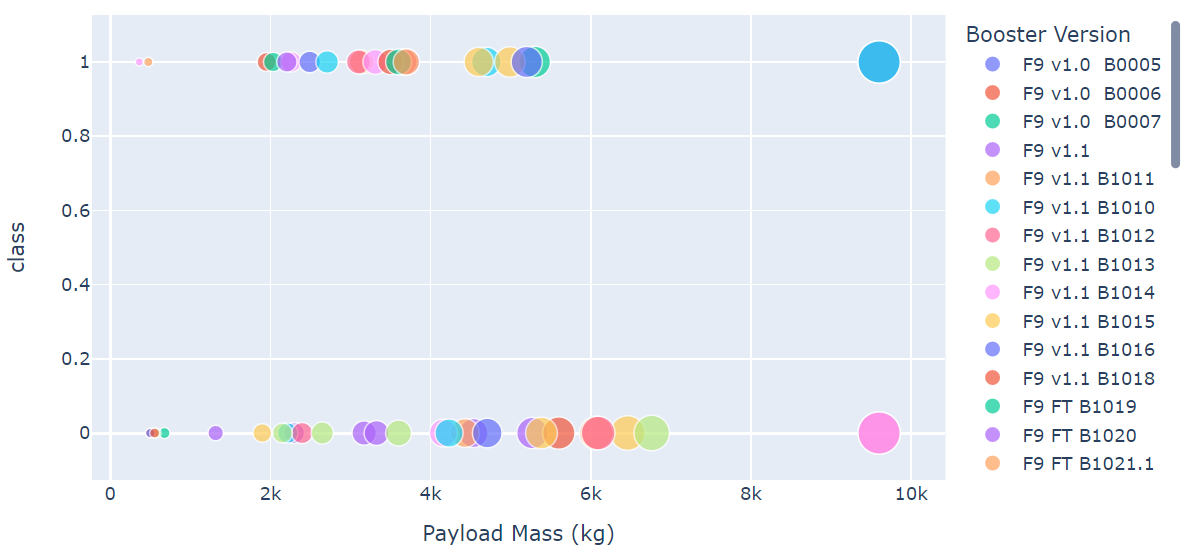 class
1
0.8
0.6
0.4
0.2
0
0 2k 4k 6k 8k 10k
Payload Mass (kg)
Booster Version
F9 v1.0  B0005
F9 v1.0  B0006
F9 v1.0  B0007
F9 v1.1
F9 v1.1 B1011
F9 v1.1 B1010
F9 v1.1 B1012
F9 v1.1 B1013
F9 v1.1 B1014
F9 v1.1 B1015
F9 v1.1 B1016
F9 v1.1 B1018
F9 FT B1019
F9 FT B1020
F9 FT B1021.1